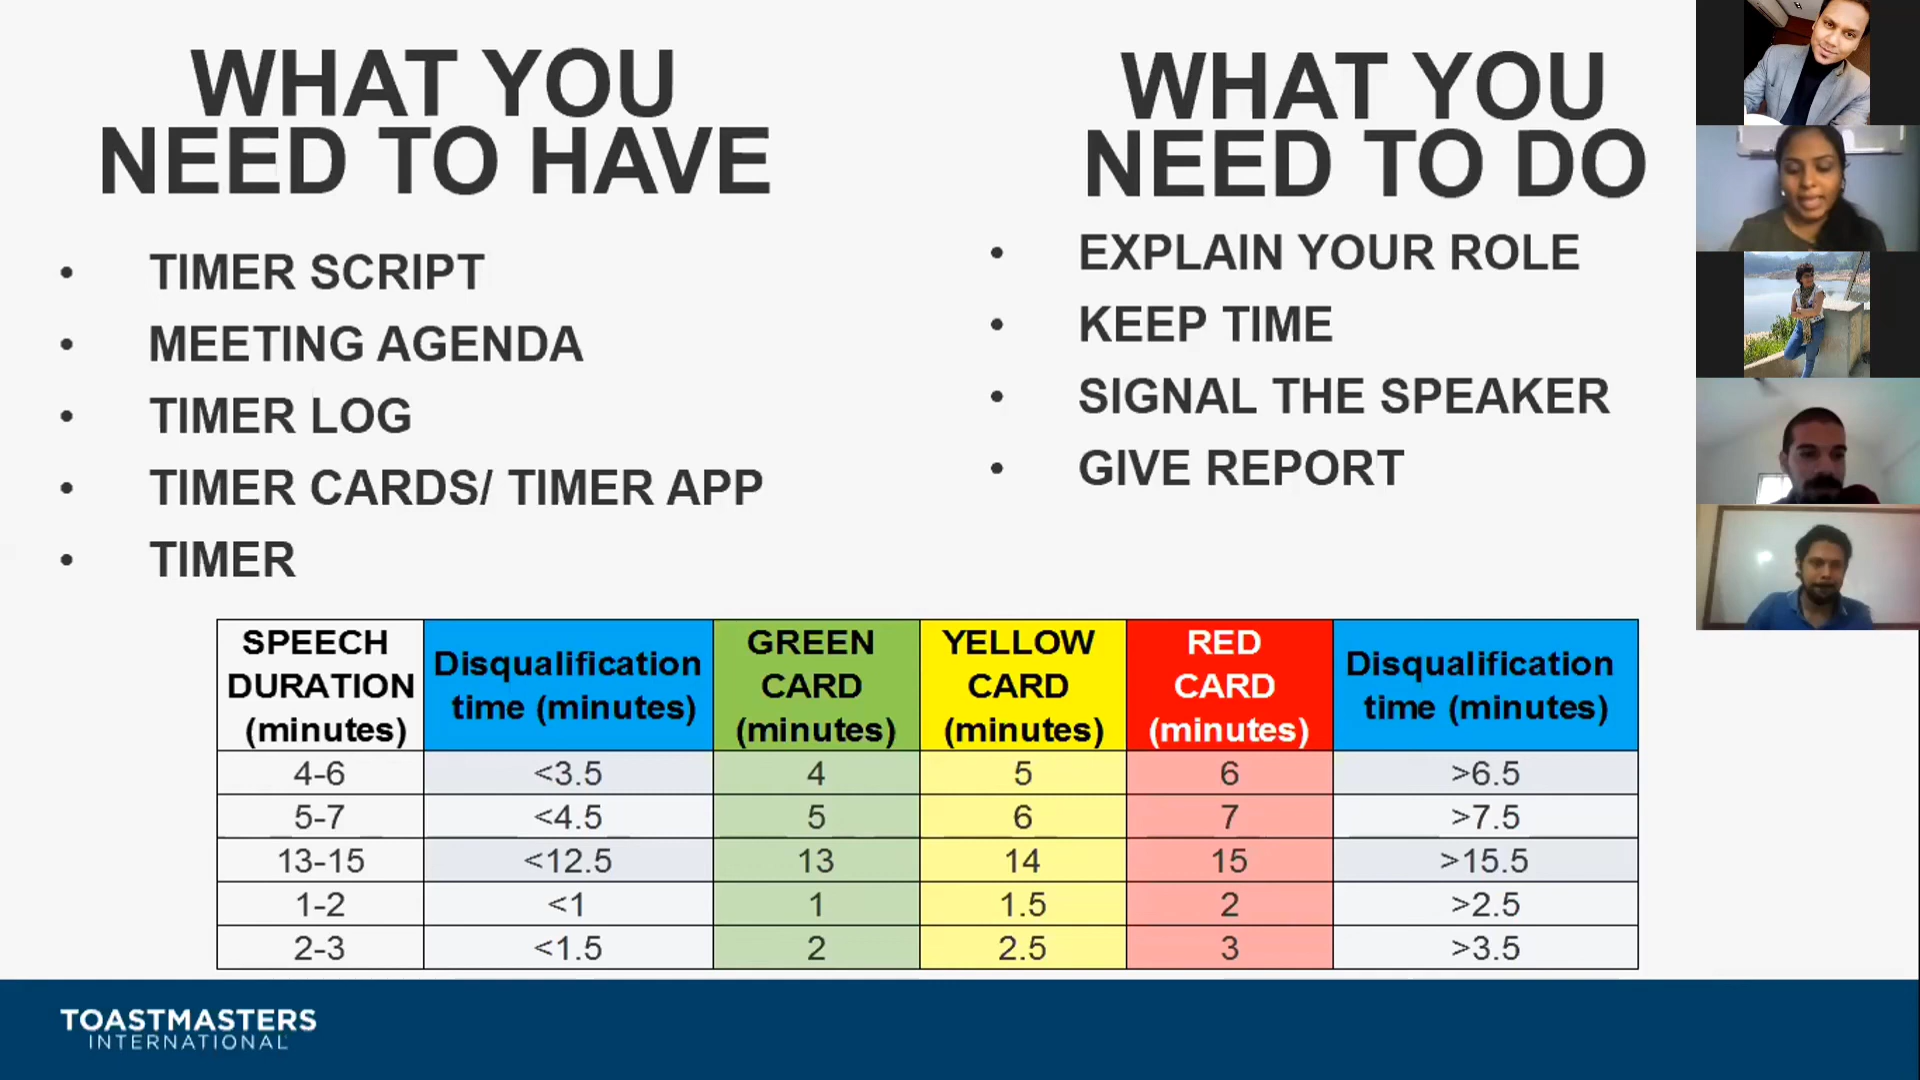 WHAT YOU
NEED TO HAVE
• TIMER SCRIPT
• MEETING AGENDA
• TIMER LOG
• TIMER CARDS/ TIMER APP
• TIMER
WHAT YOU
NEED TO DO
• EXPLAIN YOUR ROLE
• KEEP TIME
• SIGNAL THE SPEAKER
• GIVE REPORT
SPEECH DURATION (minutes) Disqualification time (minutes) GREEN CARD (minutes) YELLOW CARD (minutes) RED CARD (minutes) Disqualification time (minutes)
4-6 <3.5 4 5 6 >6.5
5-7 <4.5 5 6 7 >7.5
13-15 <12.5 13 14 15 >15.5
1-2 <1 1 1.5 2 >2.5
2-3 <1.5 2 2.5 3 >3.5
TOASTMASTERS
INTERNATIONAL